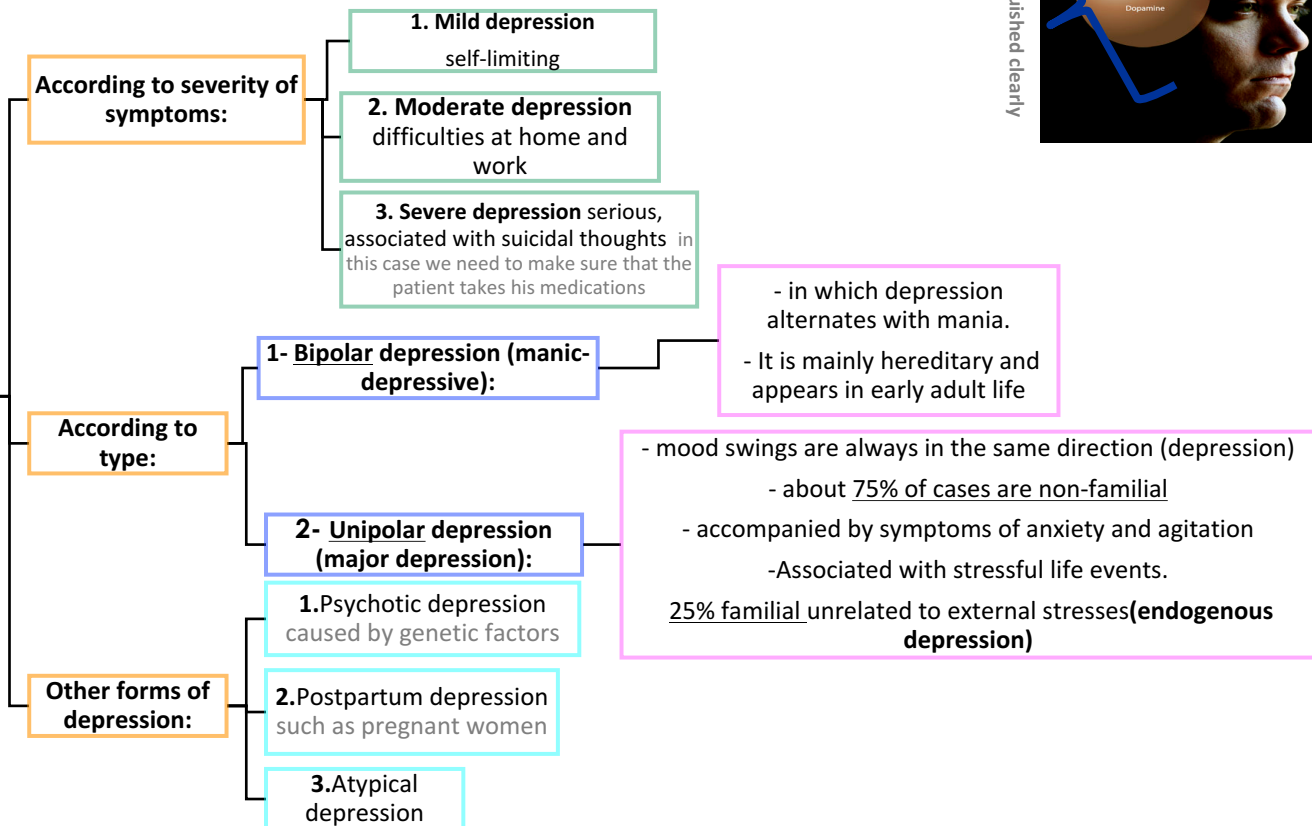 According to severity of
symptoms:
1. Mild depression
self-limiting
2. Moderate depression
difficulties at home and
work
3. Severe depression serious,
associated with suicidal thoughts in
this case we need to make sure that the
patient takes his medications
According to
type:
1- Bipolar depression (manic-
depressive):
- in which depression
alternates with mania.
- It is mainly hereditary and
appears in early adult life
2- Unipolar depression
(major depression):
- mood swings are always in the same direction (depression)
- about 75% of cases are non-familial
- accompanied by symptoms of anxiety and agitation
-Associated with stressful life events.
25% familial unrelated to external stresses(endogenous
depression)
Other forms of
depression:
1.Psychotic depression
caused by genetic factors
2.Postpartum depression
such as pregnant women
3.Atypical
depression
clearly
Dopamine